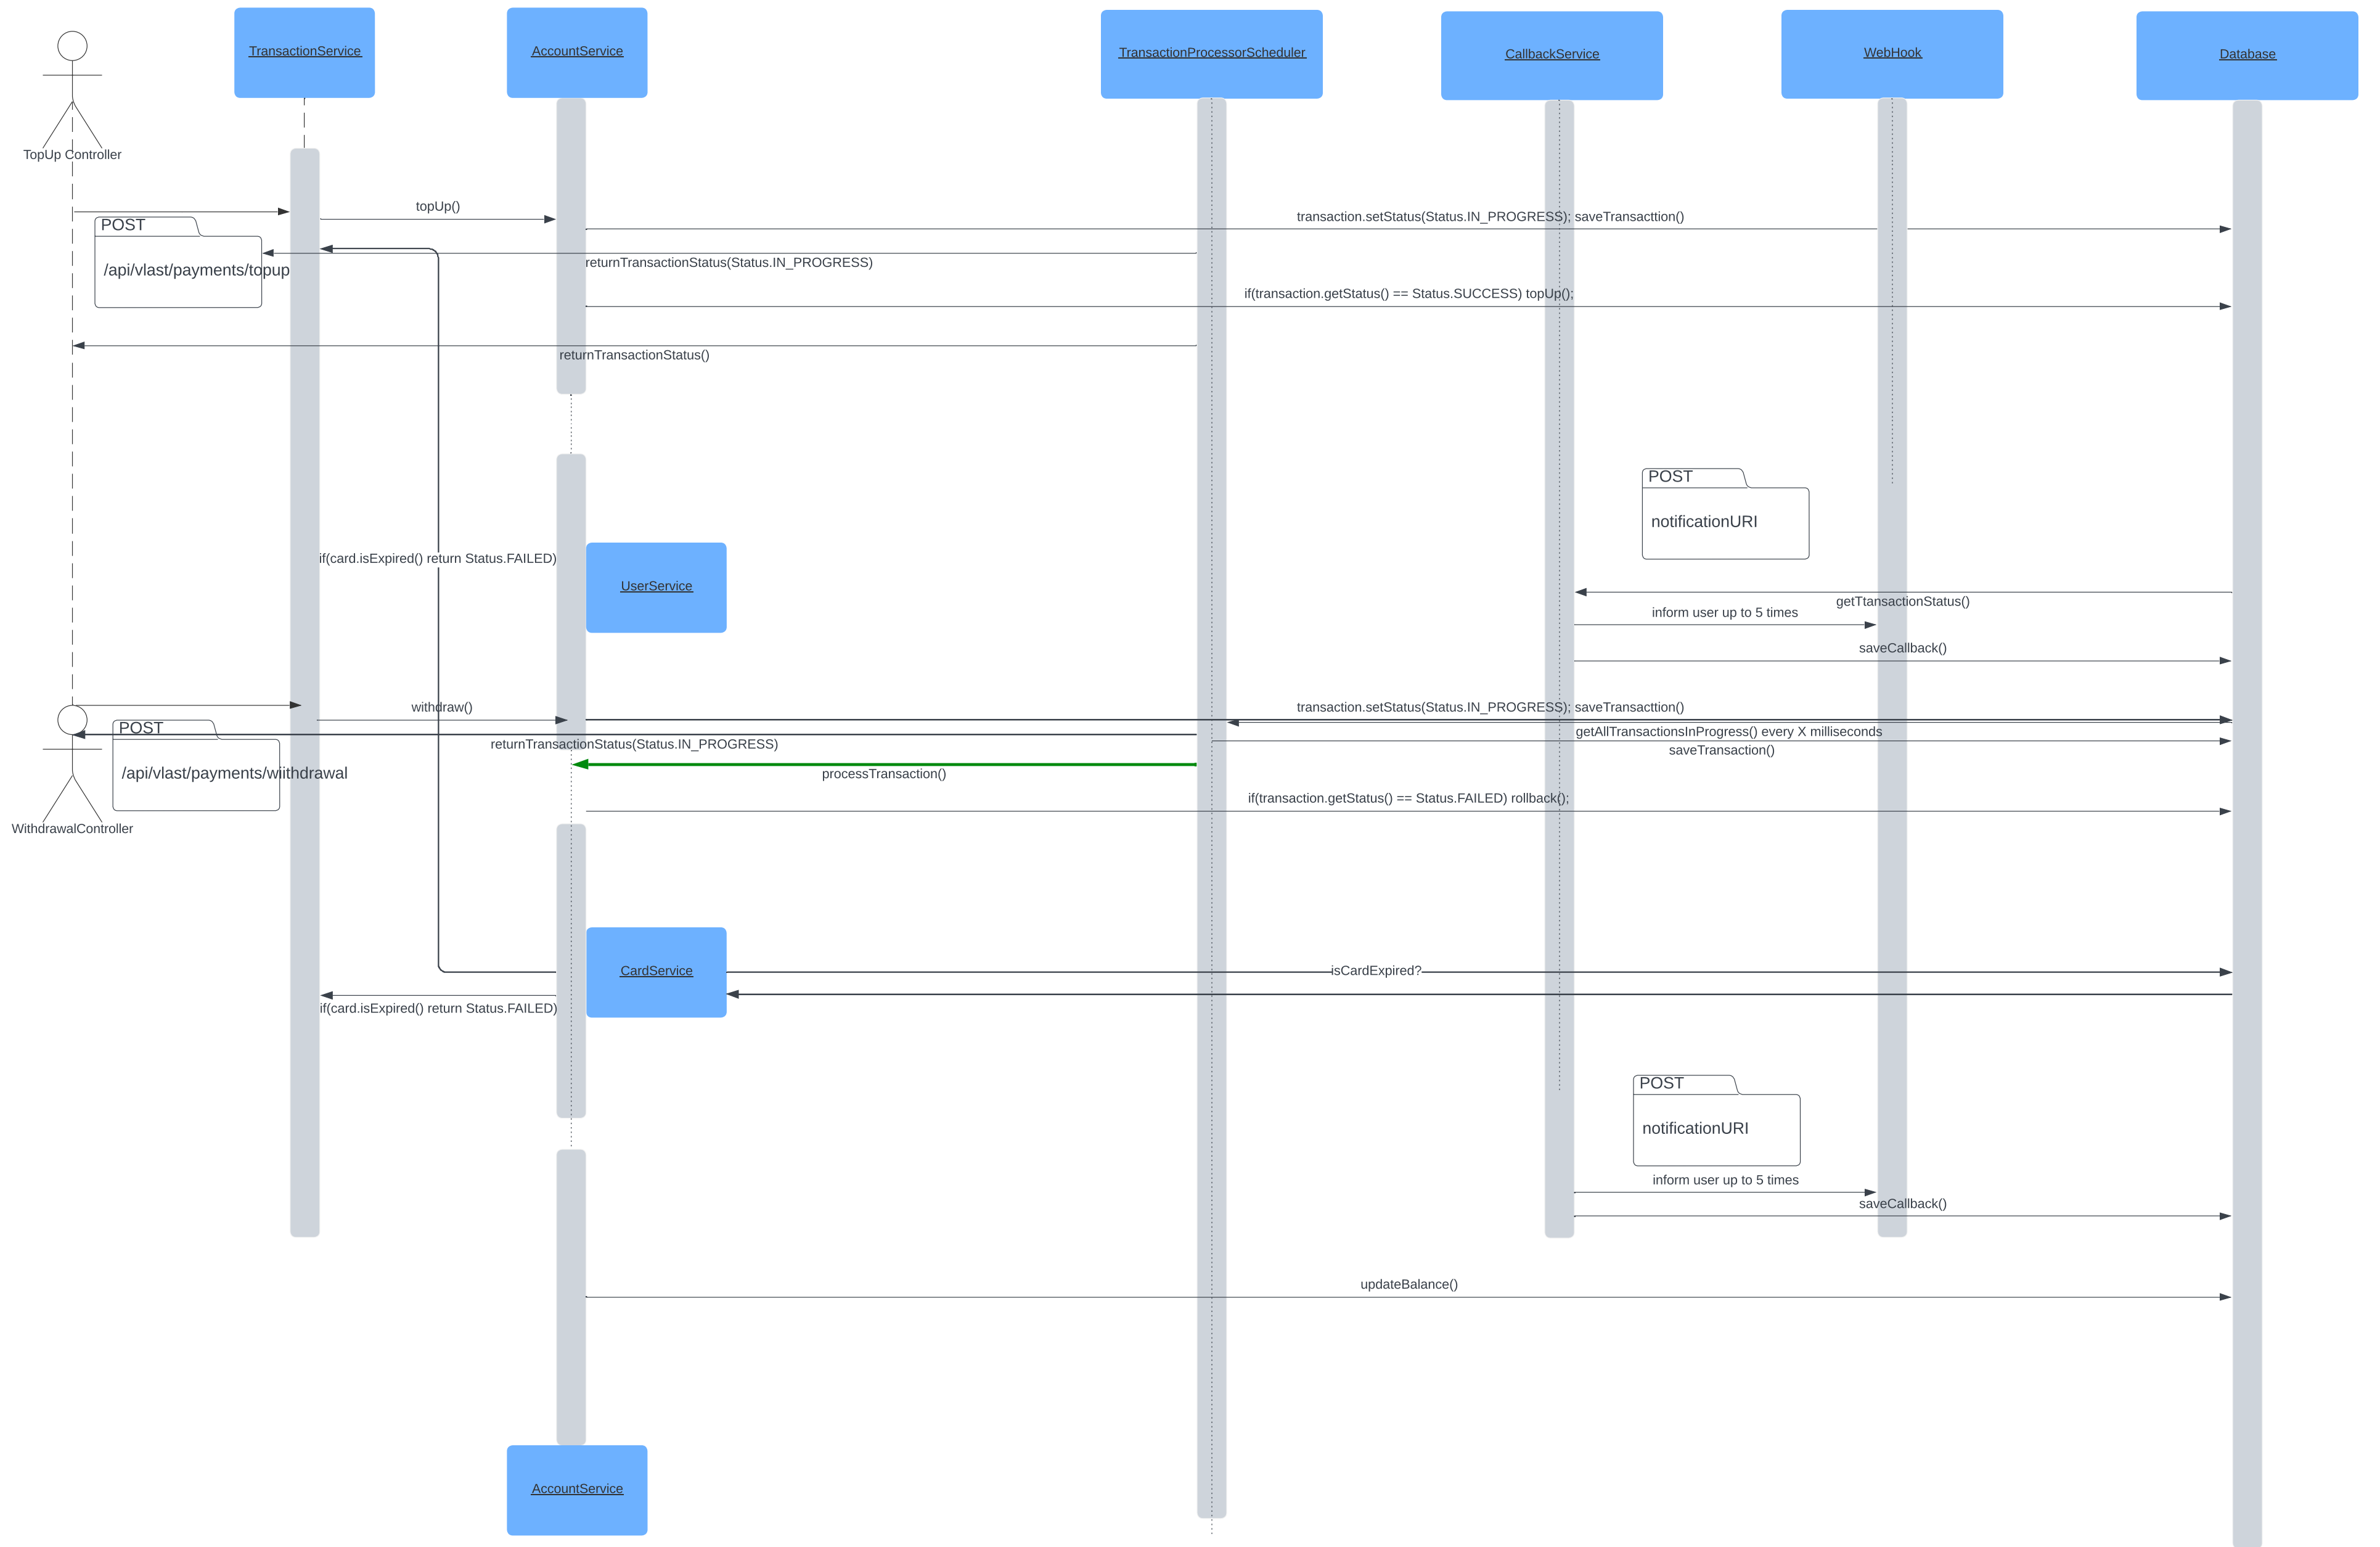 TransactionService
AccountService
TransactionProcessorScheduler
CallbackService
WebHook
Database
TopUp Controller
topUp()
transaction.setStatus(Status.IN_PROGRESS); saveTransacttion()
POST
/api/vlast/payments/topup
returnTransactionStatus(Status.IN_PROGRESS)
if(transaction.getStatus() == Status.SUCCESS) topUp();
returnTransactionStatus()
POST
notificationURI
if(card.isExpired() return Status.FAILED)
UserService
getTtansactionStatus()
inform user up to 5 times
saveCallback()
withdraw()
transaction.setStatus(Status.IN_PROGRESS); saveTransacttion()
POST
getAllTransactionsInProgress() every X milliseconds
returnTransactionStatus(Status.IN_PROGRESS)
saveTransaction()
/api/vlast/payments/wiithdrawal
processTransaction()
if(transaction.getStatus() == Status.FAILED) rollback();
WithdrawalController
CardService
isCardExpired?
if(card.isExpired() return Status.FAILED)
POST
notificationURI
inform user up to 5 times
saveCallback()
updateBalance()
AccountService